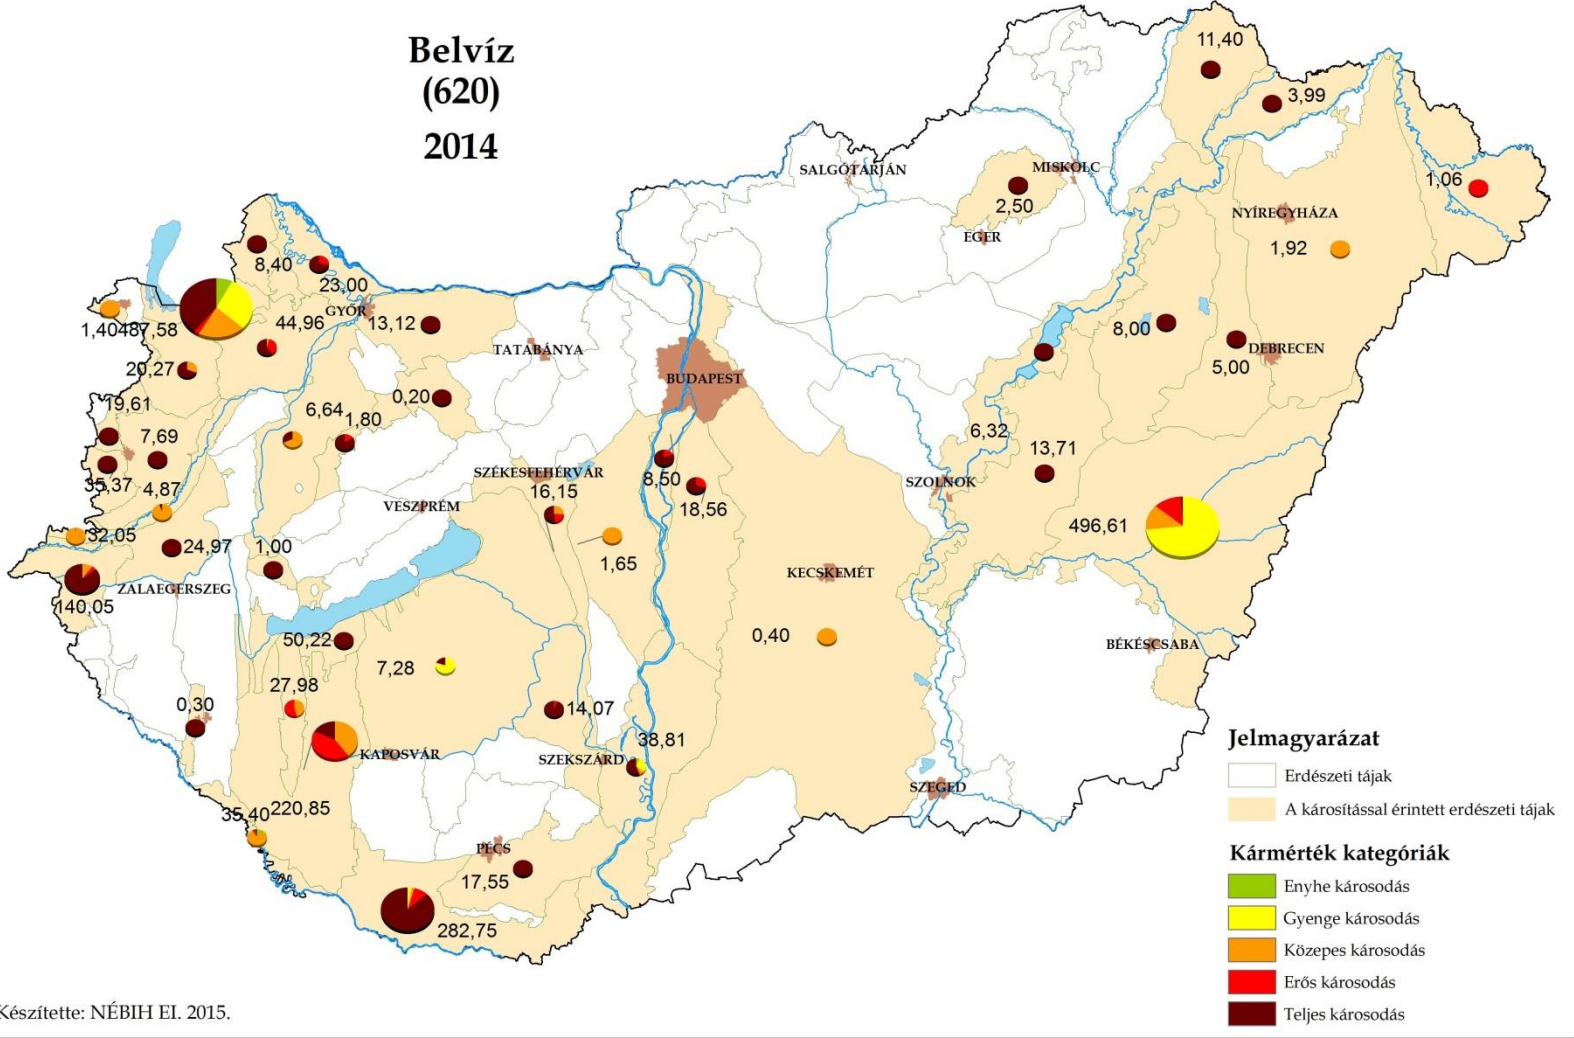 Belvíz
(620)
2014
11,40
3,99
SALGÓTARJÁN
MISKOLC
2,50
EGER
1,06
NYÍREGYHÁZA
1,92
8,40
23,00
GYŐR
1,40
487,58
44,96
13,12
TATABÁNYA
BUDAPEST
8,00
DEBRECEN
5,00
20,27
19,61
6,64
1,80
0,20
7,69
6,32
13,71
35,37
4,87
SZÉKESFEHÉRVÁR
16,15
8,50
18,56
SZOLNOK
VESZPRÉM
496,61
32,05
24,97
1,00
1,65
KECSKEMÉT
ZALAEGERSZEG
140,05
50,22
7,28
0,40
BÉKÉSCSABA
27,98
0,30
14,07
38,81
KAPOSVÁR
SZEKSZÁRD
SZEGED
35,40
220,85
PÉCS
17,55
282,75
Jelmagyarázat
Erdészeti tájak
A károsítással érintett erdészeti tájak
Kármérték kategóriák
Enyhe károsodás
Gyenge károsodás
Közepes károsodás
Erős károsodás
Teljes károsodás
Készítette: NÉBIH EI. 2015.